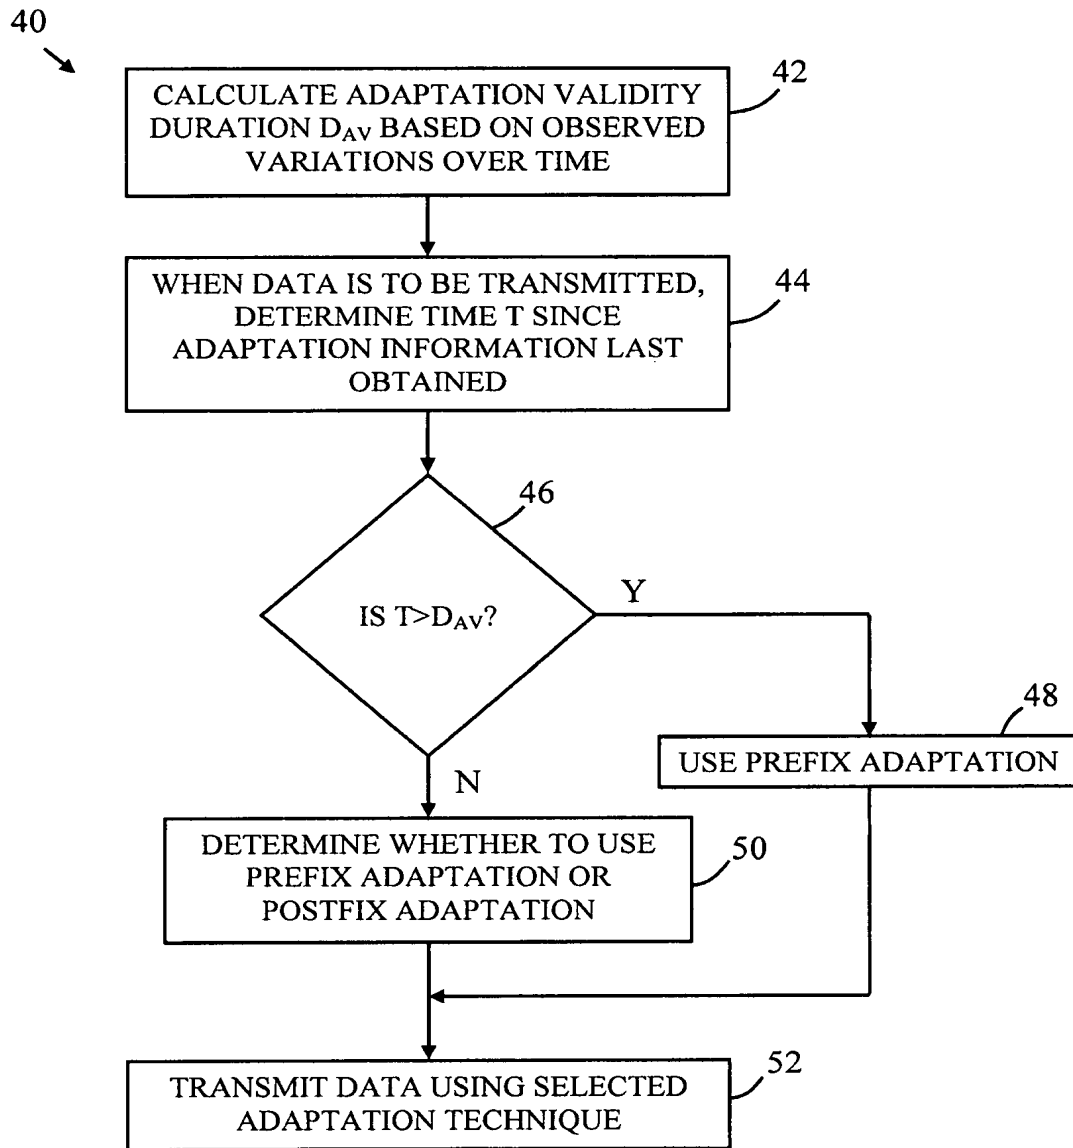 40
42
CALCULATE ADAPTATION VALIDITY
DURATION DAV BASED ON OBSERVED
VARIATIONS OVER TIME
44
WHEN DATA IS TO BE TRANSMITTED,
DETERMINE TIME T SINCE
ADAPTATION INFORMATION LAST
OBTAINED
46
IS T>DAV?
Y
48
USE PREFIX ADAPTATION
N
50
DETERMINE WHETHER TO USE
PREFIX ADAPTATION OR
POSTFIX ADAPTATION
52
TRANSMIT DATA USING SELECTED
ADAPTATION TECHNIQUE